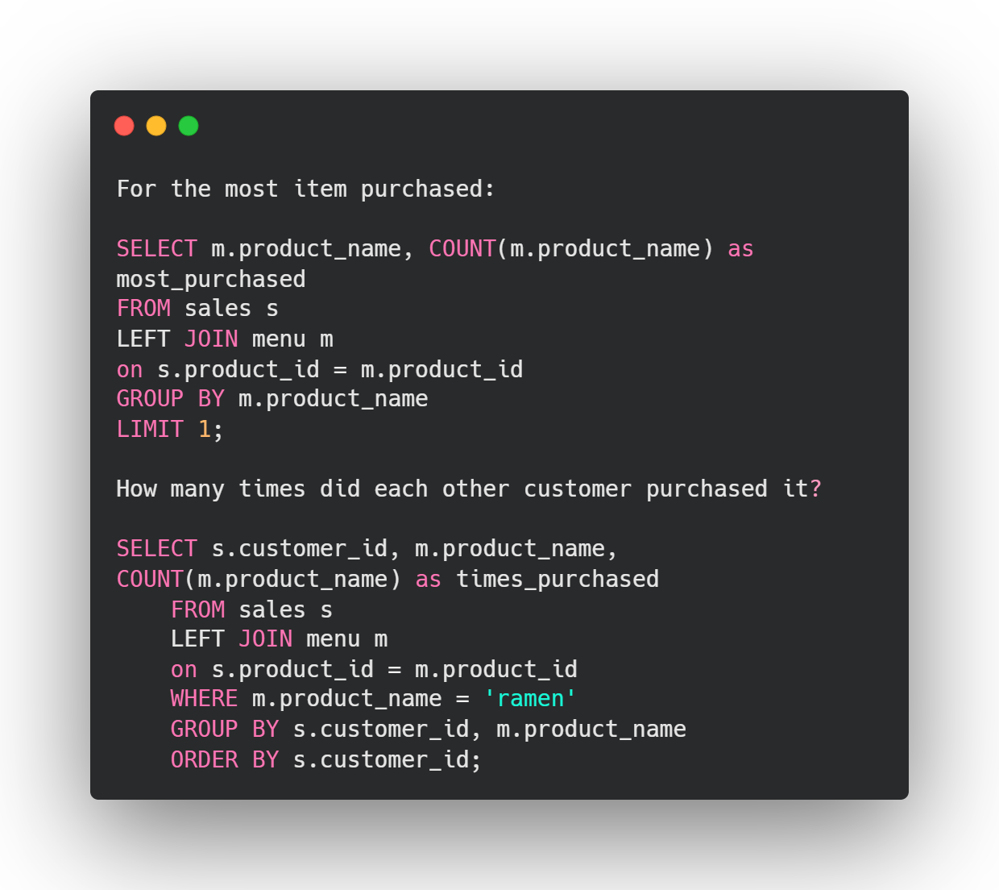 For the most item purchased:
SELECT m.product_name, COUNT(m.product_name) as
most_purchased
FROM sales s
LEFT JOIN menu m
on s.product_id = m.product_id
GROUP BY m.product_name
LIMIT 1;
How many times did each other customer purchased it?
SELECT s.customer_id, m.product_name,
COUNT(m.product_name) as times_purchased
    FROM sales s
    LEFT JOIN menu m
    on s.product_id = m.product_id
    WHERE m.product_name = 'ramen'
    GROUP BY s.customer_id, m.product_name
    ORDER BY s.customer_id;